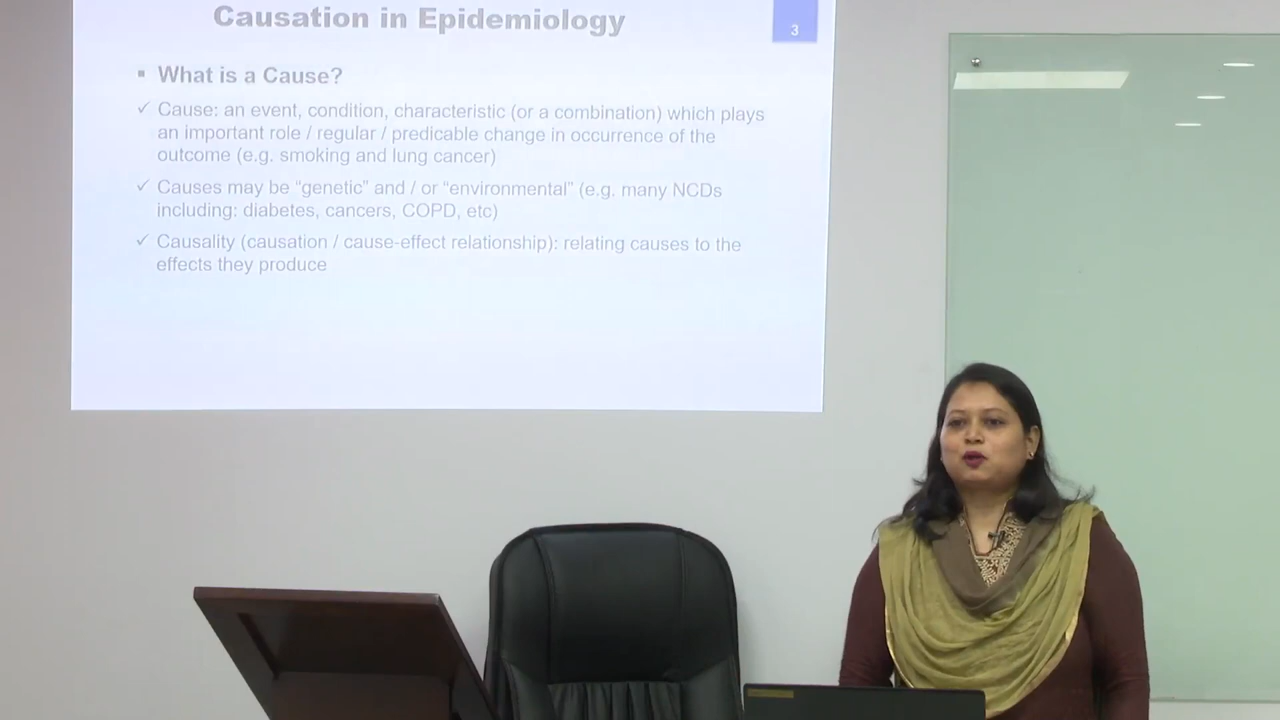 Causation in Epidemiology
3
▪ What is a Cause?
✓ Cause: an event, condition, characteristic (or a combination) which plays
an important role / regular / predicable change in occurrence of the
outcome (e.g. smoking and lung cancer)
✓ Causes may be “genetic” and / or “environmental” (e.g. many NCDs
including: diabetes, cancers, COPD, etc)
✓ Causality (causation / cause-effect relationship): relating causes to the
effects they produce